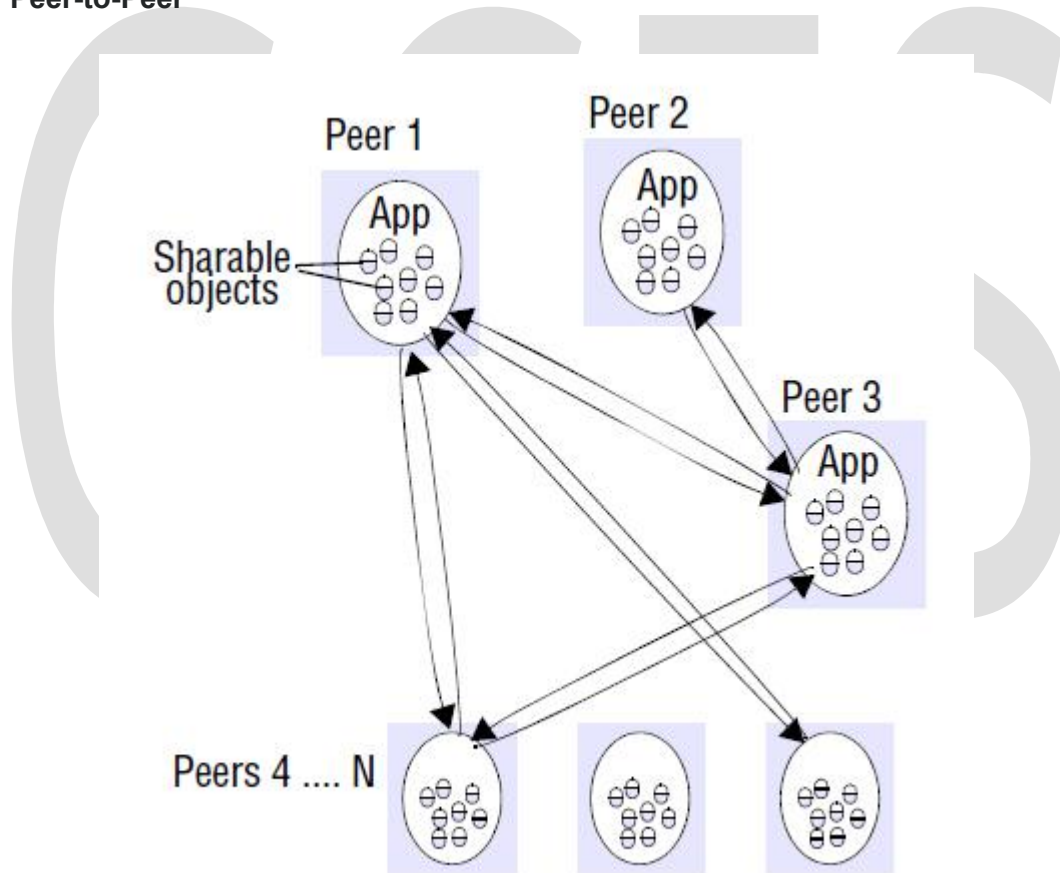 Peer-to-Peer
Peer 1
Peer 2
App
App
Sharable
objects
Peer 3
App
Peers 4 .... N